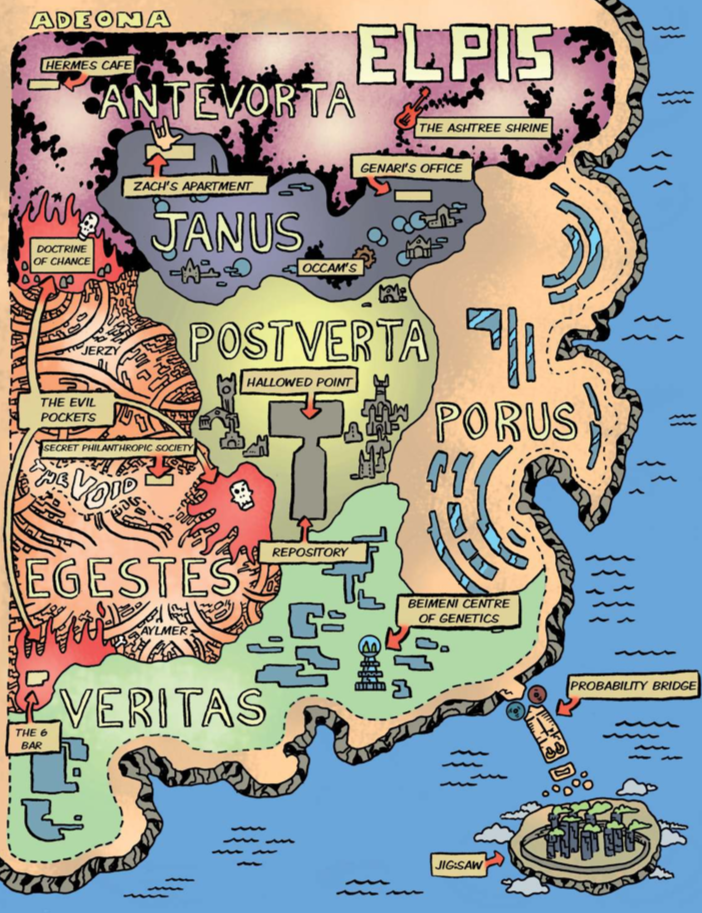 ADEONA
ELPIS
HERMES CAFE
ANTEVORTA
THE ASHTREE SHRINE
ZACH'S APARTMENT
GENARI'S OFFICE
JANUS
DOCTRINE
OF CHANCE
OCCAM'S
POSTVERTA
JERZY
HALLOWED POINT
THE EVIL
POCKETS
PORUS
SECRET PHILANTHROPIC SOCIETY
THE VOID
REPOSITORY
EGESTES
BEIMENI CENTRE
OF GENETICS
AYLMER
PROBABILITY BRIDGE
VERITAS
THE 6
BAR
JIG:SAW